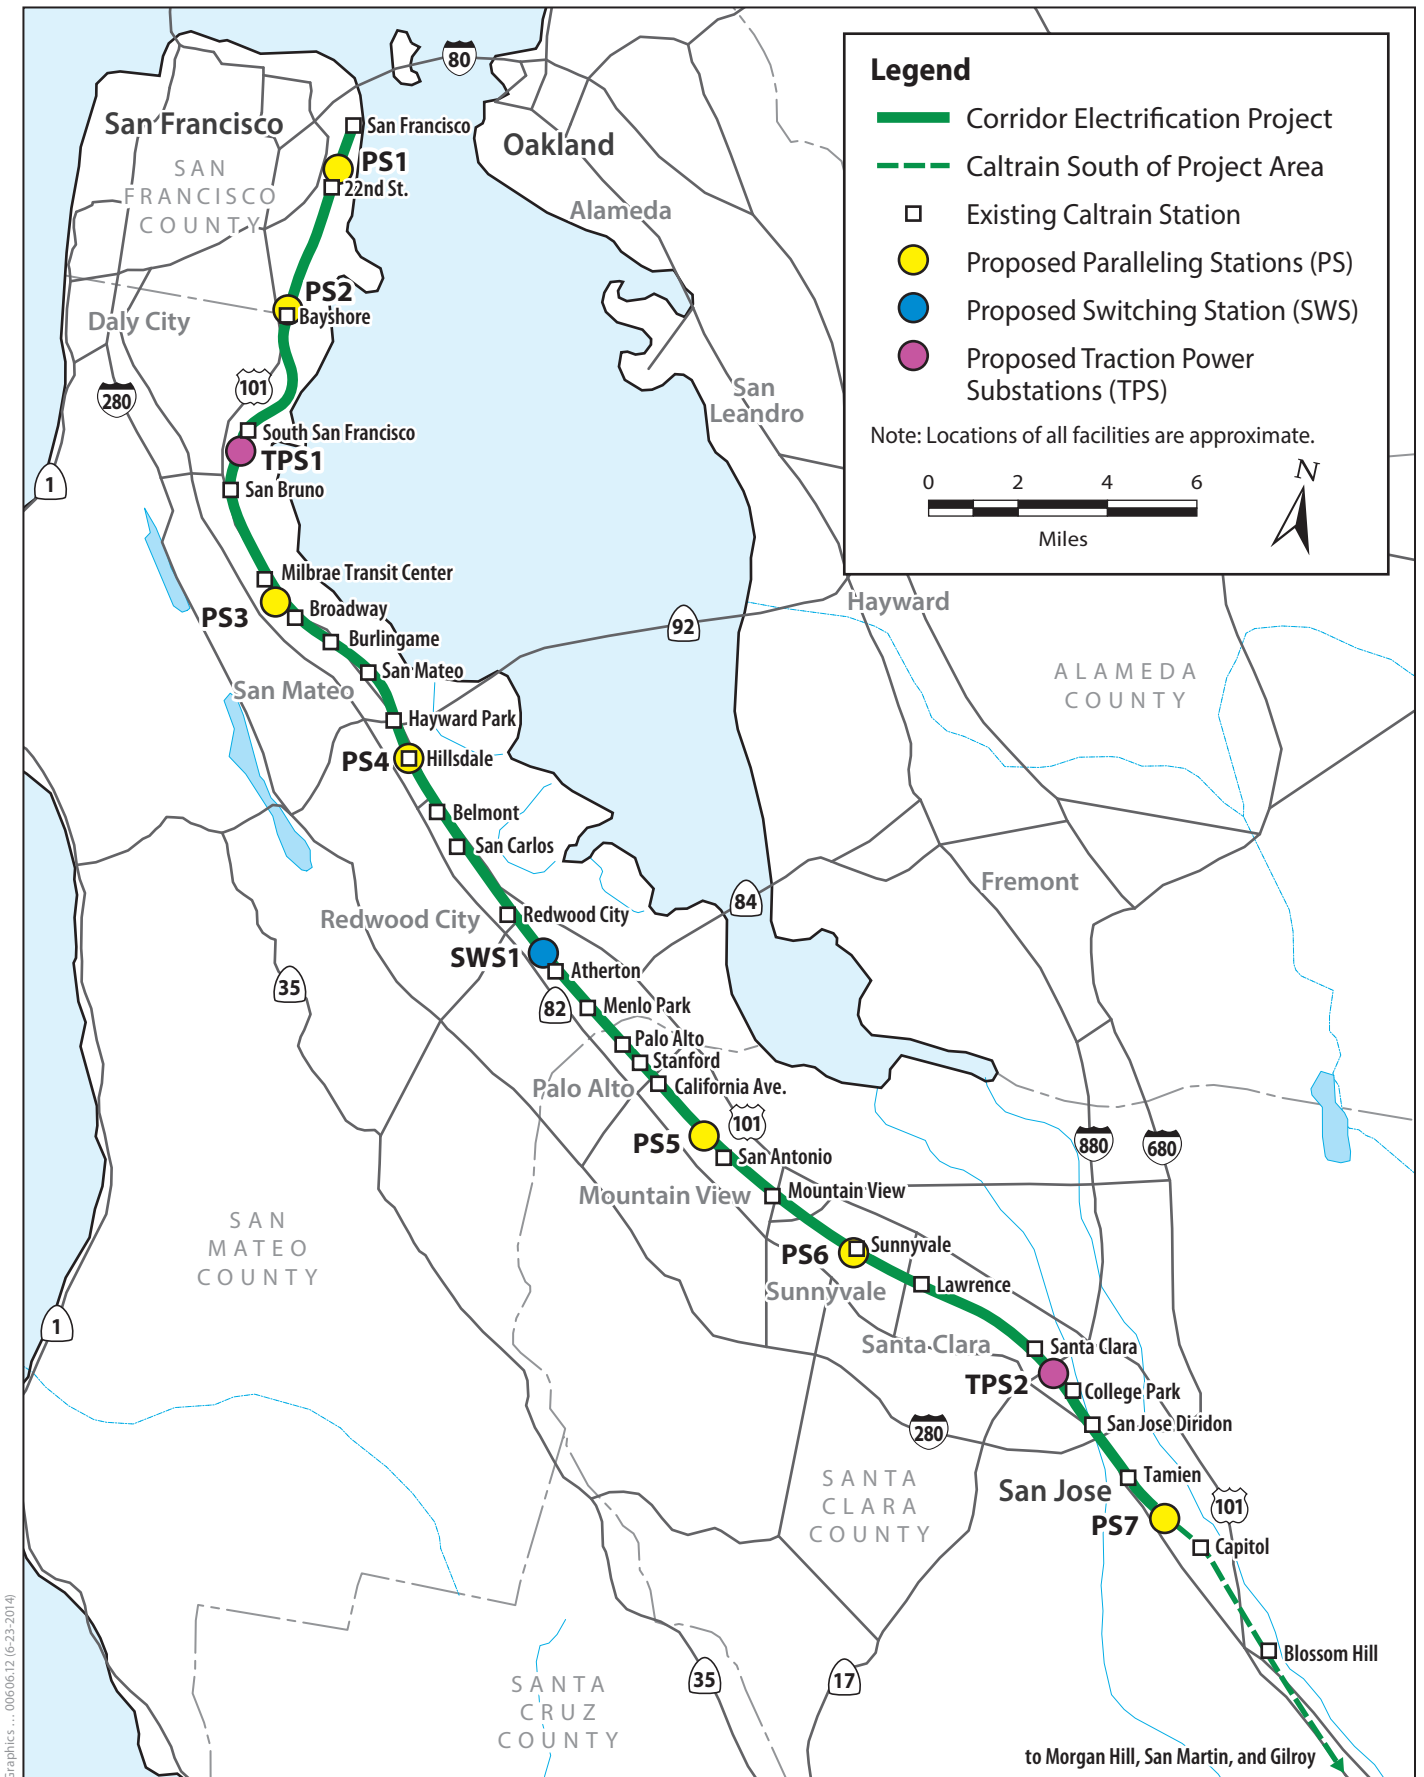 Legend
Corridor Electrification Project
Caltrain South of Project Area
Existing Caltrain Station
Proposed Paralleling Stations (PS)
Proposed Switching Station (SWS)
Proposed Traction Power
Substations (TPS)
Note: Locations of all facilities are approximate.
0 2 4 6
Miles
N
80
San Francisco
San Francisco
PS1
22nd St.
SAN
FRANCISCO
COUNTY
Oakland
Alameda
PS2
Bayshore
Daly City
101
280
San
Leandro
South San Francisco
TPS1
1
San Bruno
Milbrae Transit Center
PS3
Broadway
Burlingame
92
Hayward
San Mateo
San Mateo
ALAMEDA
COUNTY
Hayward Park
PS4
Hillsdale
Belmont
San Carlos
Fremont
84
Redwood City
Redwood City
SWS1
Atherton
35
82
Menlo Park
Palo Alto
Stanford
Palo Alto
California Ave.
101
PS5
880
680
San Antonio
Mountain View
Mountain View
SAN
MATEO
COUNTY
PS6
Sunnyvale
Sunnyvale
Lawrence
1
Santa Clara
Santa Clara
TPS2
College Park
San Jose Diridon
280
SANTA
CLARA
COUNTY
Tamien
San Jose
101
PS7
Capitol
Blossom Hill
35
17
SANTA
CRUZ
COUNTY
to Morgan Hill, San Martin, and Gilroy
Graphics … 00606.12 (6-23-2014)